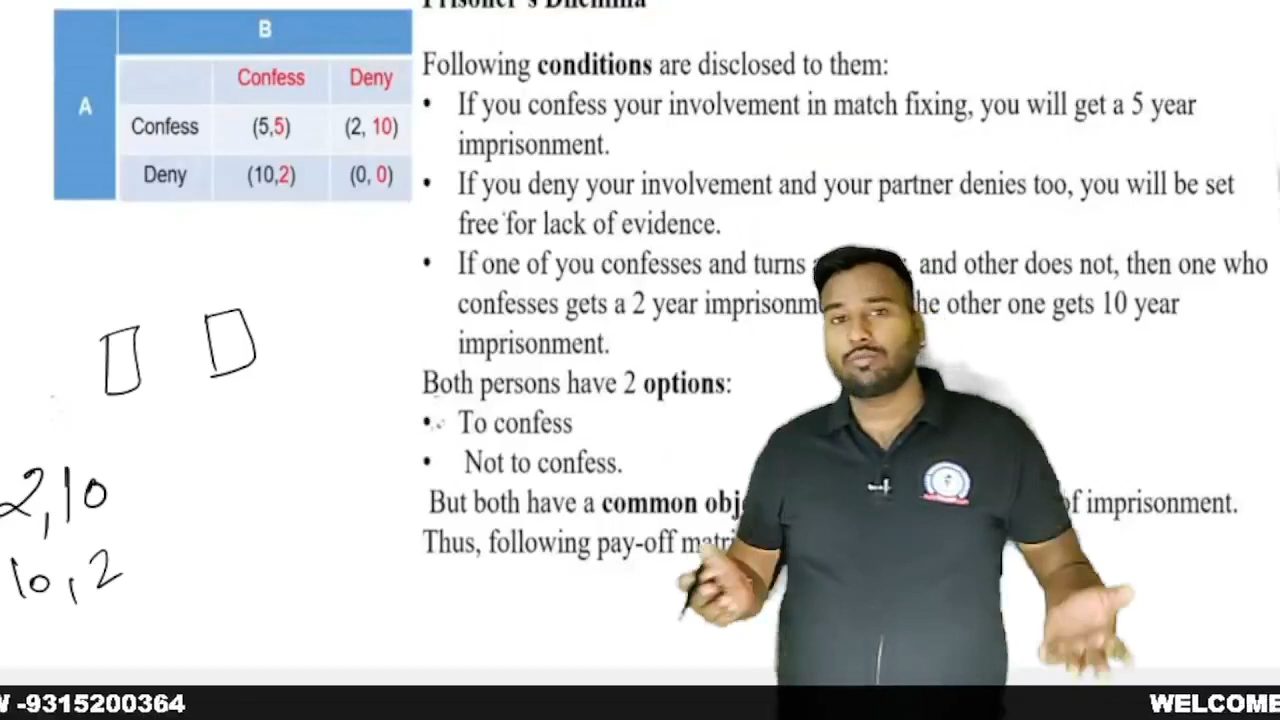 Prisoner's Dilemma
B
A
Confess Deny
Confess (5,5) (2, 10)
Deny (10,2) (0, 0)
Following conditions are disclosed to them:
• If you confess your involvement in match fixing, you will get a 5 year
imprisonment.
• If you deny your involvement and your partner denies too, you will be set
free for lack of evidence.
• If one of you confesses and turns and other does not, then one who
confesses gets a 2 year the other one gets 10 year
imprisonment.
Both persons have 2 options:
• To confess
• Not to confess.
But both have a common of imprisonment.
Thus, following pay-off
2,10
10,2
-9315200364
WELCOME